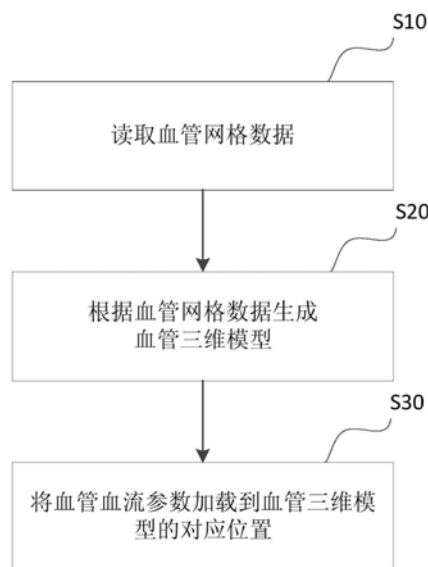 S10
读取血管网格数据
S20
根据血管网格数据生成
血管三维模型
S30
将血管血流参数加载到血管三维模
型的对应位置